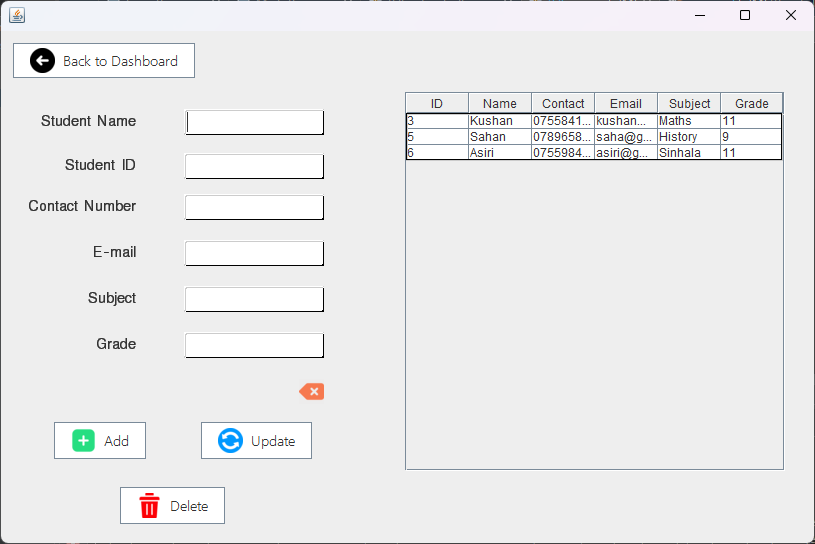 Back to Dashboard
Student Name
Student ID
Contact Number
E-mail
Subject
Grade
Add
Update
Delete
ID Name Contact Email Subject Grade
3 Kushan 0755841... kushan... Maths 11
5 Sahan 0789658... saha@g... History 9
6 Asiri 0755984... asiri@g... Sinhala 11